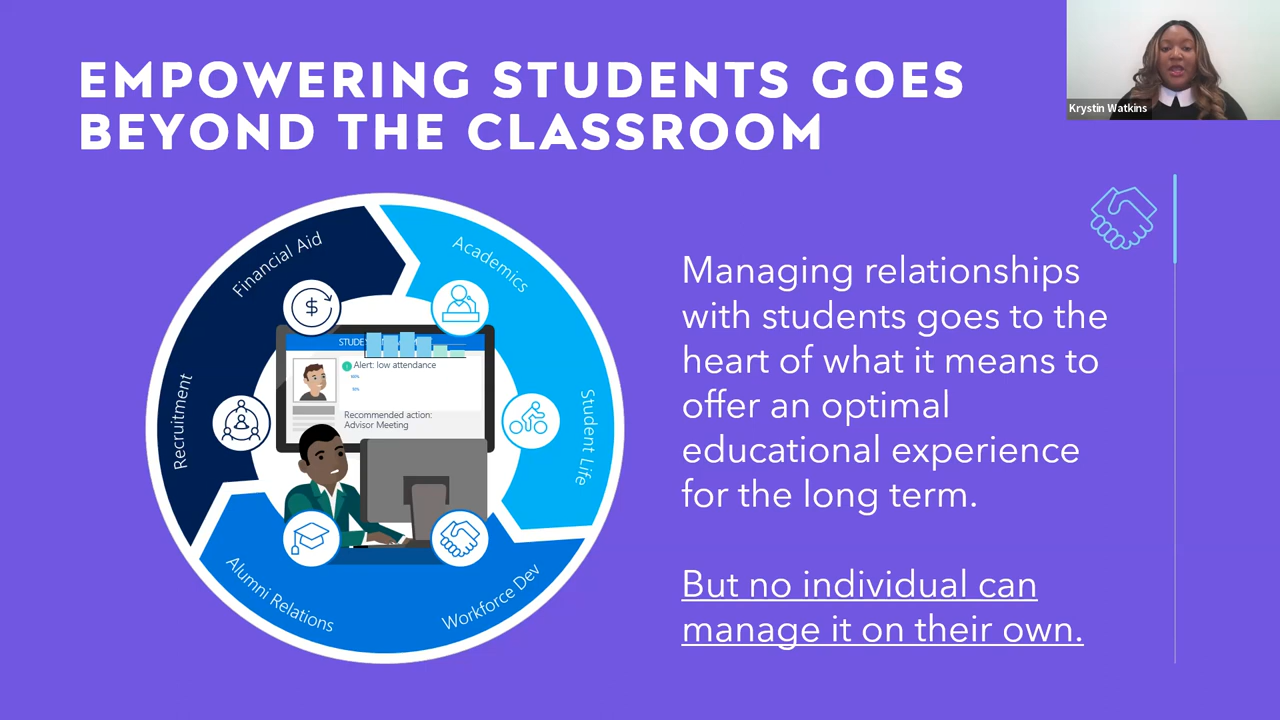 EMPOWERING STUDENTS GOES
BEYOND THE CLASSROOM
Krystin Watkins
Financial Aid
Academics
Recruitment
Student Life
Alumni Relations
Workforce Dev
Alert: low attendance
100%
50%
Recommended action:
Advisor Meeting
Managing relationships
with students goes to the
heart of what it means to
offer an optimal
educational experience
for the long term.
But no individual can
manage it on their own.